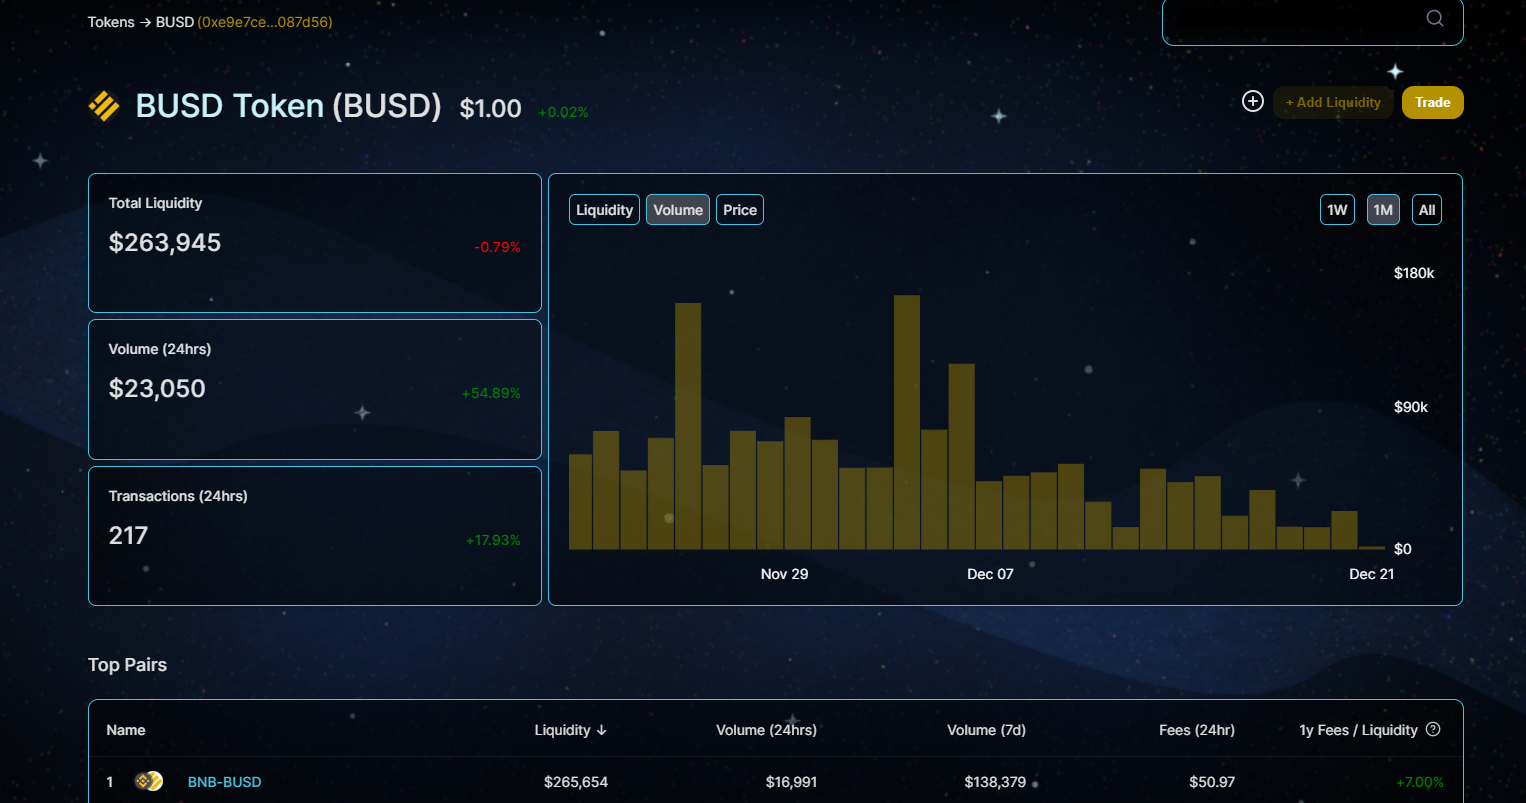 Tokens → BUSD (0xe9e7ce...087d56)
BUSD Token (BUSD) $1.00 +0.02%
+ Add Liquidity Trade
Total Liquidity
$263,945 -0.79%
Volume (24hrs)
$23,050 +54.89%
Transactions (24hrs)
217 +17.93%
Liquidity Volume Price 1W 1M All
$180k
$90k
$0
Nov 29 Dec 07 Dec 21
Top Pairs
Name Liquidity ↓ Volume (24hrs) Volume (7d) Fees (24hr) 1y Fees / Liquidity ?
1 BNB-BUSD $265,654 $16,991 $138,379 $50.97 +7.00%